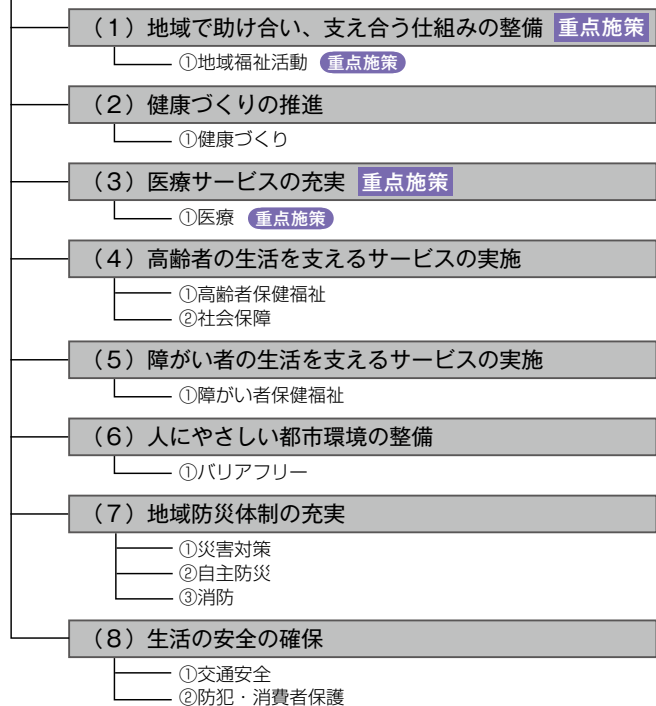 （1）地域で助け合い、支え合う仕組みの整備 重点施策
①地域福祉活動 重点施策
（2）健康づくりの推進
①健康づくり
（3）医療サービスの充実 重点施策
①医療 重点施策
（4）高齢者の生活を支えるサービスの実施
①高齢者保健福祉
②社会保障
（5）障がい者の生活を支えるサービスの実施
①障がい者保健福祉
（6）人にやさしい都市環境の整備
①バリアフリー
（7）地域防災体制の充実
①災害対策
②自主防災
③消防
（8）生活の安全の確保
①交通安全
②防犯・消費者保護